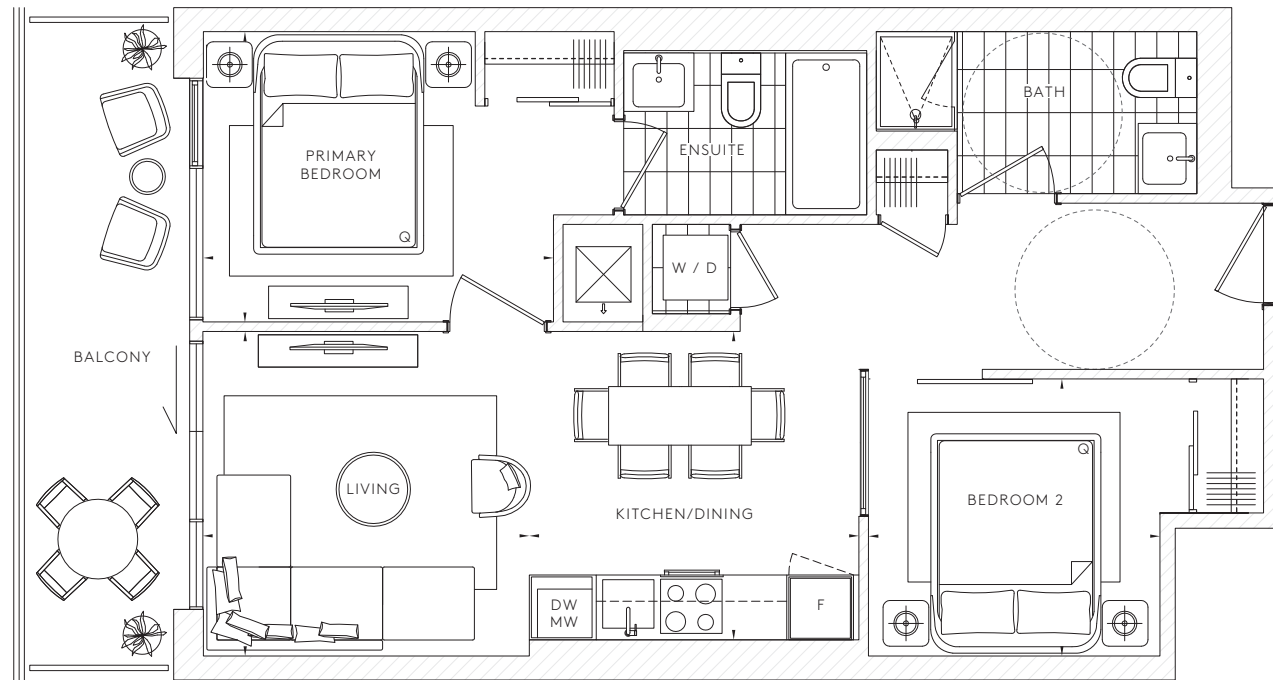 PRIMARY
BEDROOM
Q
ENSUITE
BATH
W / D
BALCONY
LIVING
KITCHEN/DINING
Q
BEDROOM 2
DW
MW
F